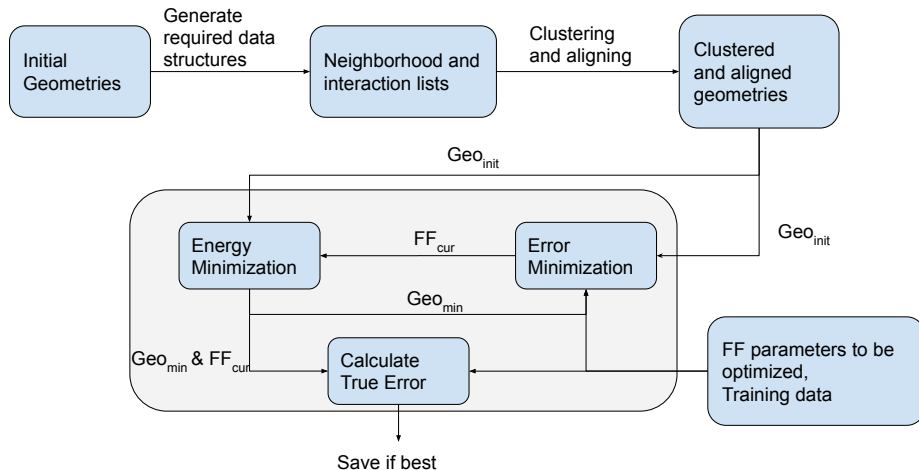 Initial
Geometries
Generate
required data
structures
Neighborhood and
interaction lists
Clustering
and aligning
Clustered
and aligned
geometries
Geo_init
Geo_init
Energy
Minimization
FF_cur
Error
Minimization
Geo_min
Geo_min & FF_cur
Calculate
True Error
FF parameters to be
optimized,
Training data
Save if best